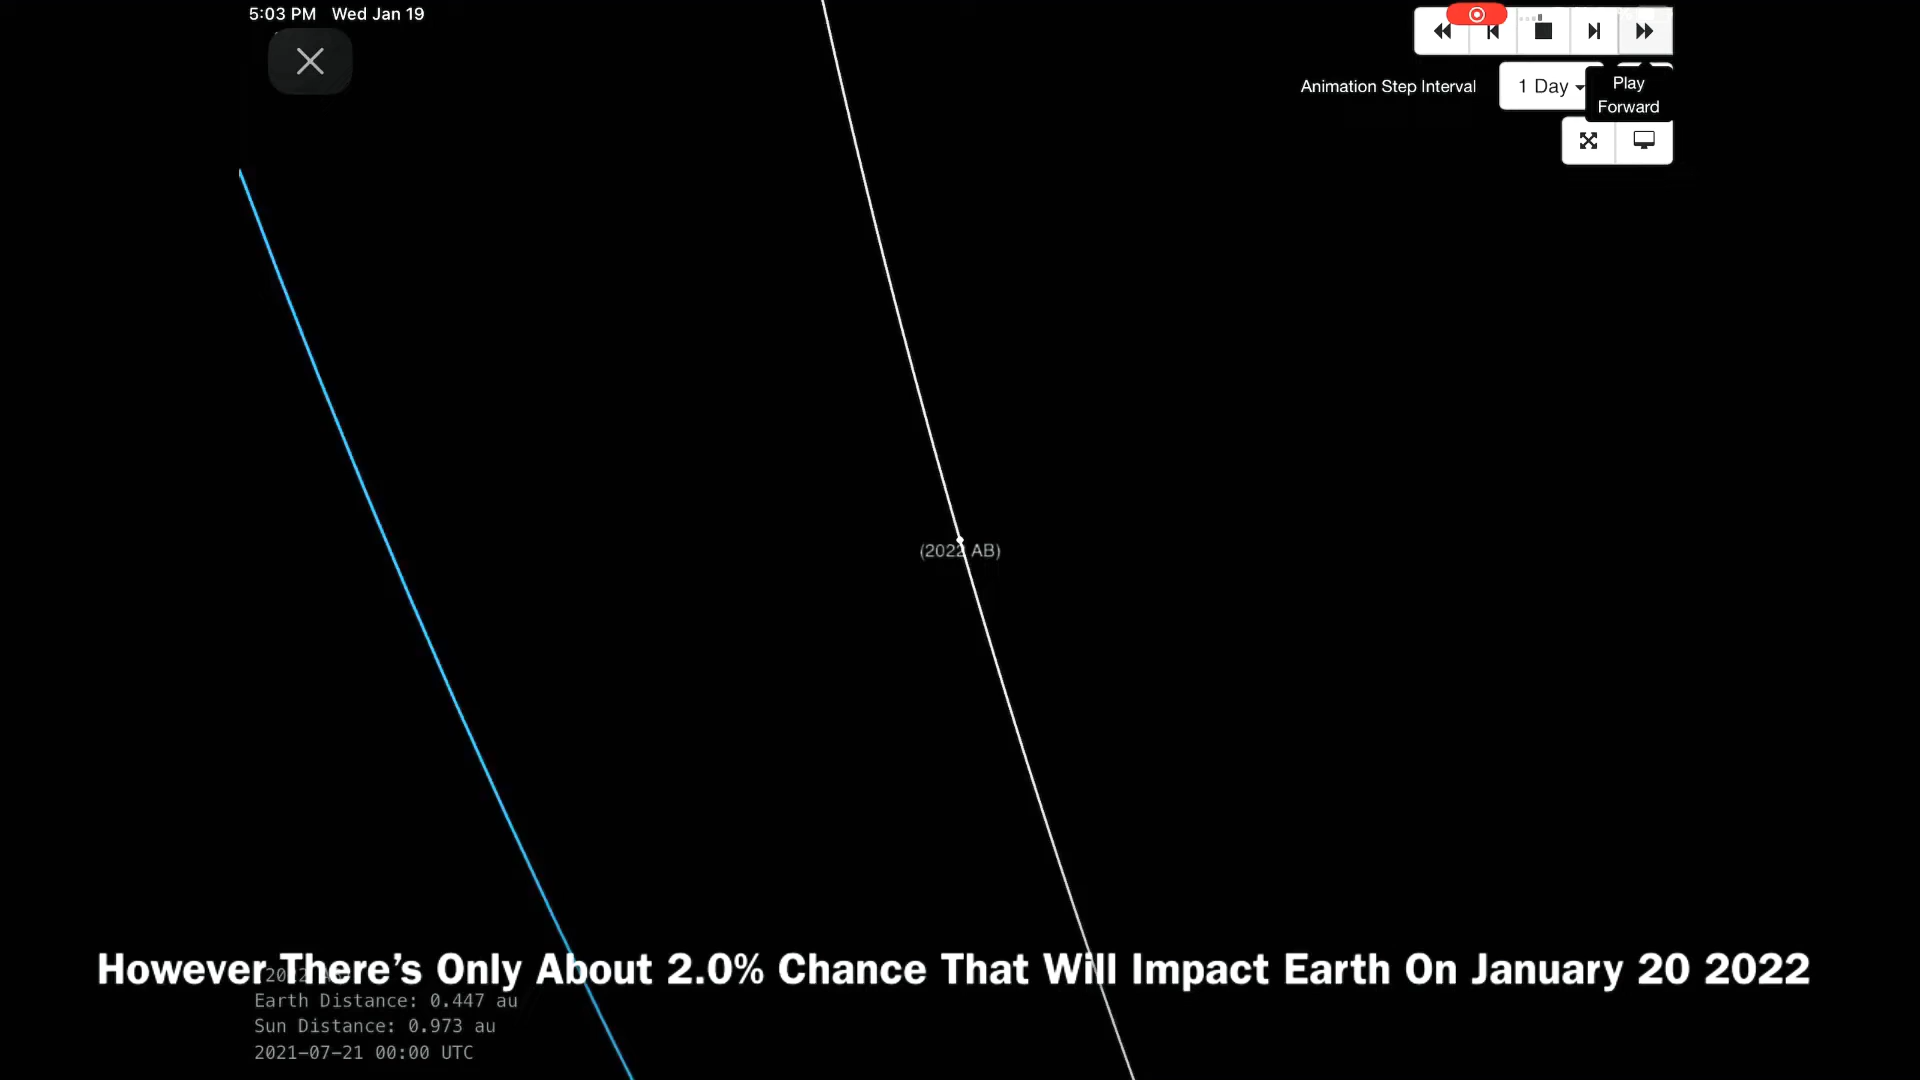 5:03 PM Wed Jan 19
Animation Step Interval
1 Day
Play
Forward
(2022 AB)
However There’s Only About 2.0% Chance That Will Impact Earth On January 20 2022
Earth Distance: 0.447 au
Sun Distance: 0.973 au
2021-07-21 00:00 UTC